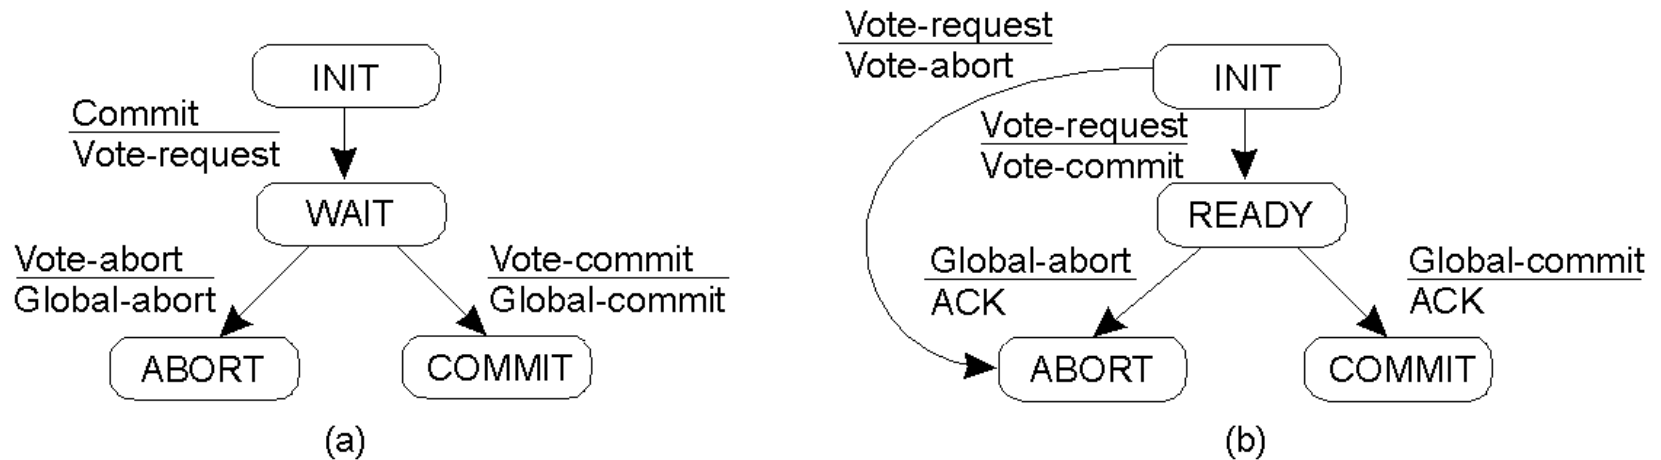 INIT
Commit
Vote-request
WAIT
Vote-abort
Global-abort
Vote-commit
Global-commit
ABORT
COMMIT
(a)
Vote-request
Vote-abort
INIT
Vote-request
Vote-commit
READY
Global-abort
ACK
Global-commit
ACK
ABORT
COMMIT
(b)